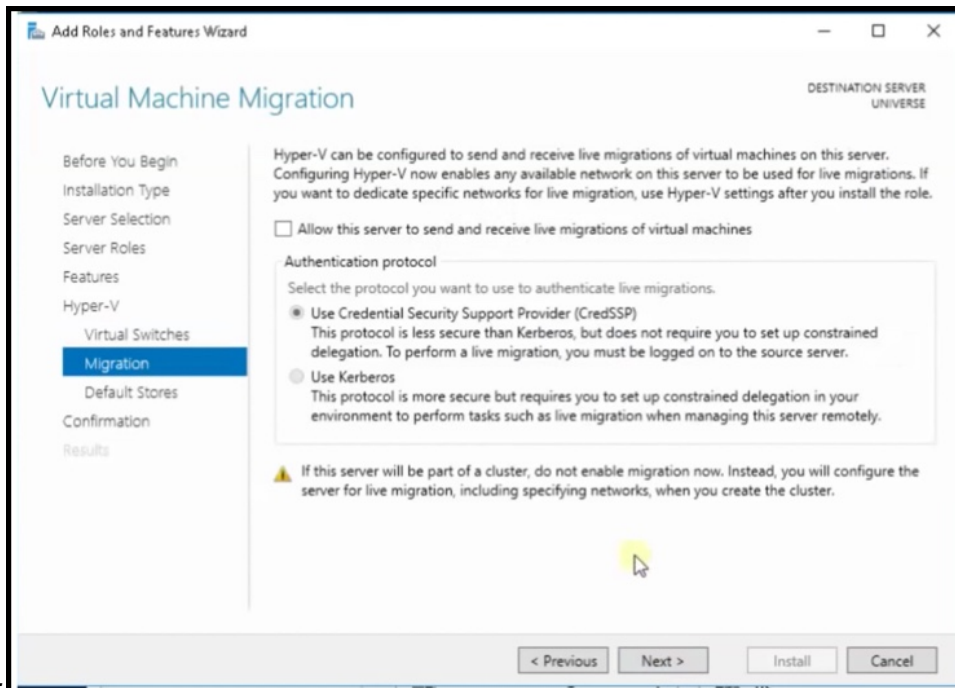 Add Roles and Features Wizard
Virtual Machine Migration
DESTINATION SERVER
UNIVERSE
Before You Begin
Installation Type
Server Selection
Server Roles
Features
Hyper-V
Virtual Switches
Migration
Default Stores
Confirmation
Results
Hyper-V can be configured to send and receive live migrations of virtual machines on this server.
Configuring Hyper-V now enables any available network on this server to be used for live migrations. If
you want to dedicate specific networks for live migration, use Hyper-V settings after you install the role.
Allow this server to send and receive live migrations of virtual machines
Authentication protocol
Select the protocol you want to use to authenticate live migrations.
Use Credential Security Support Provider (CredSSP)
This protocol is less secure than Kerberos, but does not require you to set up constrained
delegation. To perform a live migration, you must be logged on to the source server.
Use Kerberos
This protocol is more secure but requires you to set up constrained delegation in your
environment to perform tasks such as live migration when managing this server remotely.
If this server will be part of a cluster, do not enable migration now. Instead, you will configure the
server for live migration, including specifying networks, when you create the cluster.
< Previous
Next >
Install
Cancel